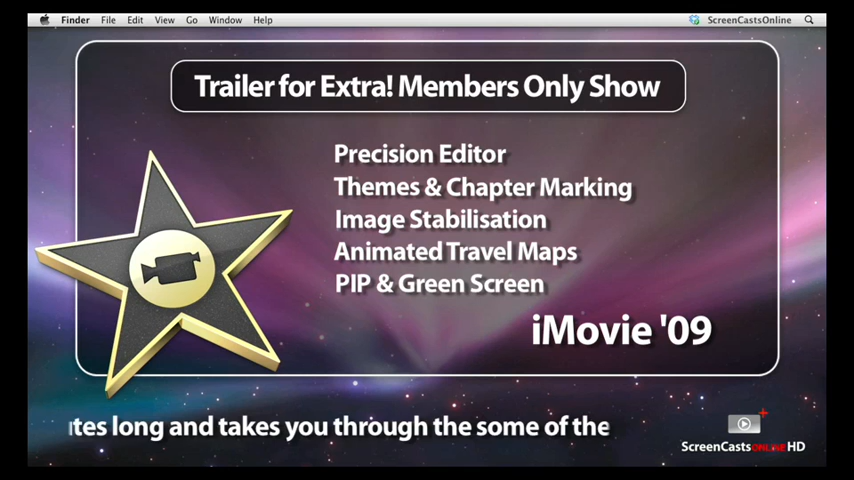 Finder File Edit View Go Window Help ScreenCastsOnline
Trailer for Extra! Members Only Show
Precision Editor
Themes & Chapter Marking
Image Stabilisation
Animated Travel Maps
PIP & Green Screen
iMovie '09
long and takes you through the some of the
ScreenCastsONLINE HD